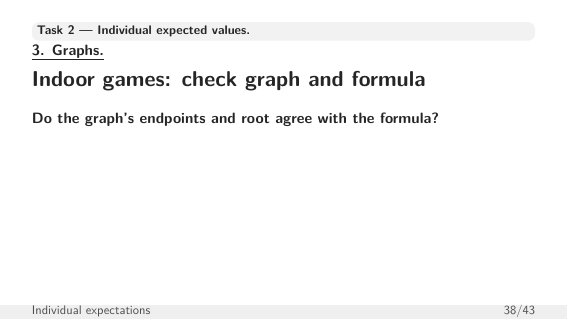 Task 2 — Individual expected values.
3. Graphs.
Indoor games: check graph and formula
Do the graph's endpoints and root agree with the formula?
Individual expectations
38/43